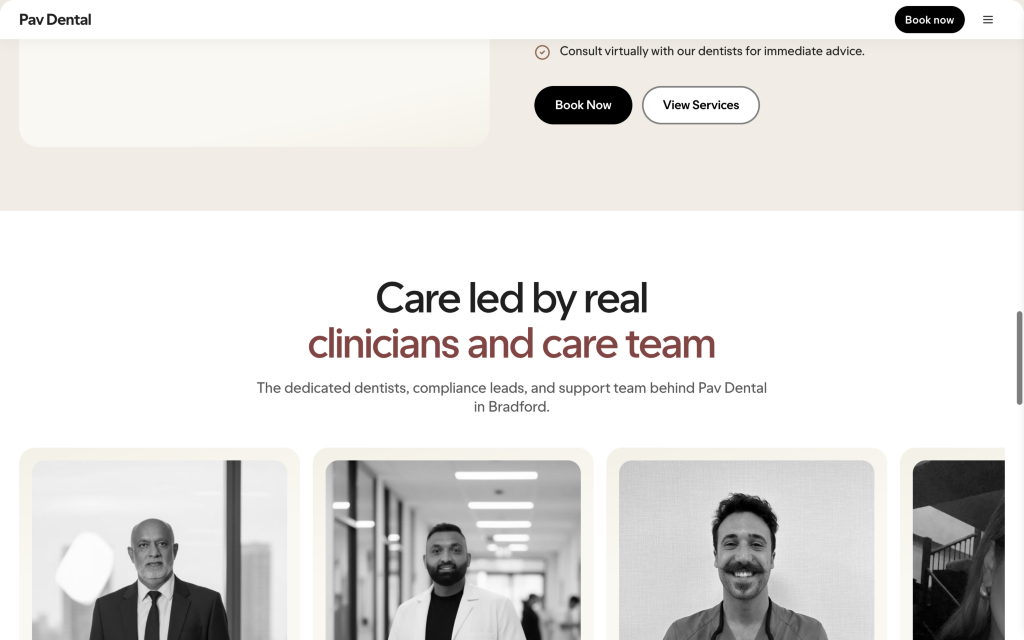 Pav Dental
Book now
Consult virtually with our dentists for immediate advice.
Book Now
View Services
Care led by real
clinicians and care team
The dedicated dentists, compliance leads, and support team behind Pav Dental
in Bradford.